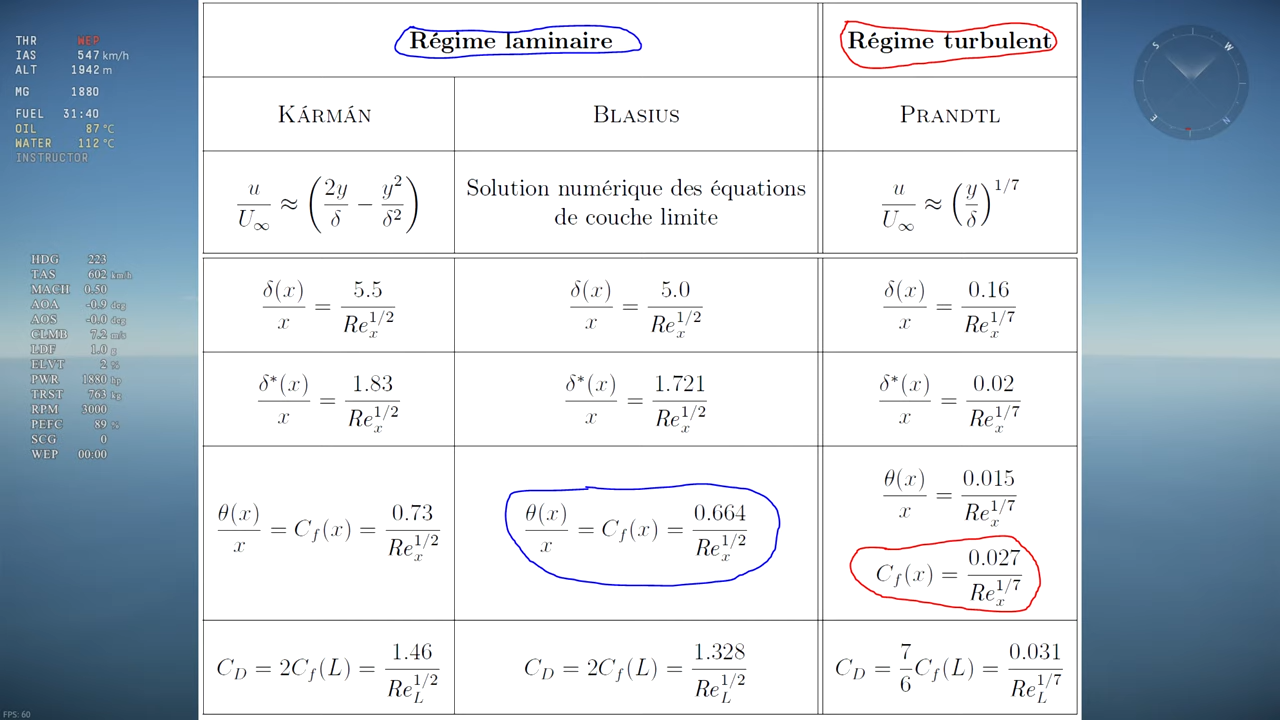 THR WEP
IAS 547 km/h
ALT 1942 m
MG 1880
FUEL 31:40
OIL 87 °C
WATER 112 °C
INSTRUCTOR
HDG 223
TAS 602 km/h
MACH 0.50
AOA -0.9 deg
AOS -0.0 deg
CLMB 7.2 m/s
LDF 1.0 g
ELVT 2 %
PWR 1880 hp
TRST 763 kg
RPM 3000
PEFC 89 %
SCG 0
WEP 00:00
FPS: 60
Régime laminaire Régime turbulent
KÁRMÁN BLASIUS PRANDTL
u/U∞ ≈ (2y/δ − y²/δ²) Solution numérique des équations u/U∞ ≈ (y/δ)^1/7
de couche limite
δ(x)/x = 5.5/Re_x^1/2 δ(x)/x = 5.0/Re_x^1/2 δ(x)/x = 0.16/Re_x^1/7
δ*(x)/x = 1.83/Re_x^1/2 δ*(x)/x = 1.721/Re_x^1/2 δ*(x)/x = 0.02/Re_x^1/7
θ(x)/x = C_f(x) = 0.73/Re_x^1/2 θ(x)/x = C_f(x) = 0.664/Re_x^1/2 θ(x)/x = 0.015/Re_x^1/7
C_f(x) = 0.027/Re_x^1/7
C_D = 2C_f(L) = 1.46/Re_L^1/2 C_D = 2C_f(L) = 1.328/Re_L^1/2 C_D = 7/6 C_f(L) = 0.031/Re_L^1/7
S W
E N